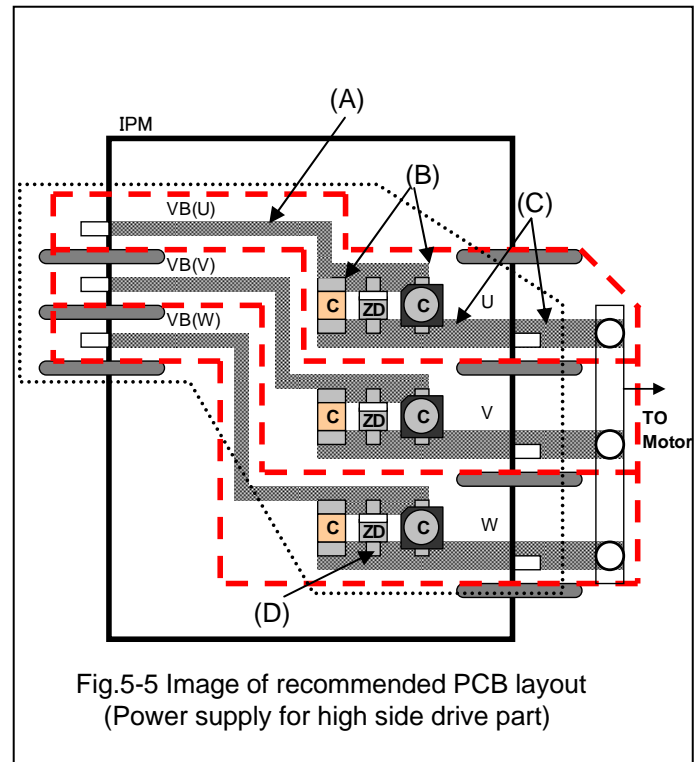 (A)
IPM
(B)
VB(U)
(C)
VB(V)
C ZD C
U
VB(W)
TO
Motor
C ZD C
V
C ZD C
W
(D)
Fig.5-5 Image of recommended PCB layout
(Power supply for high side drive part)